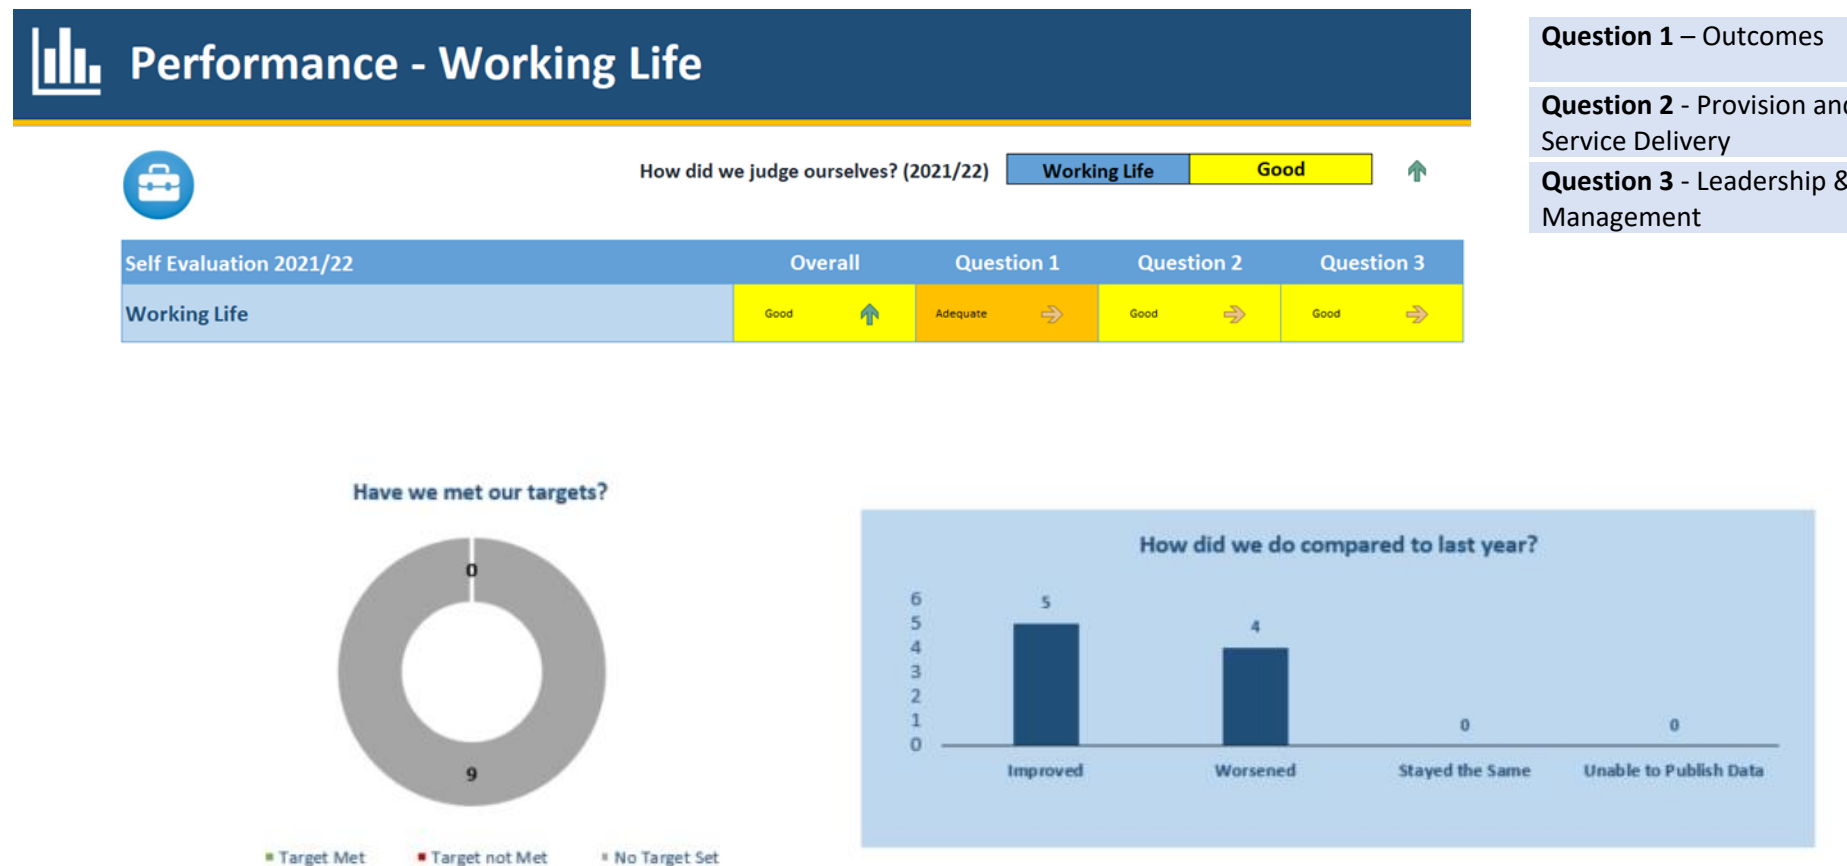 Performance - Working Life
Question 1 – Outcomes
Question 2 - Provision and
Service Delivery
Question 3 - Leadership &
Management
How did we judge ourselves? (2021/22) Working Life Good
Self Evaluation 2021/22 Overall Question 1 Question 2 Question 3
Working Life Good Adequate Good Good
Have we met our targets?
0
9
Target Met Target not Met No Target Set
How did we do compared to last year?
6
5
4
3
2
1
0
5
4
0
0
Improved Worsened Stayed the Same Unable to Publish Data